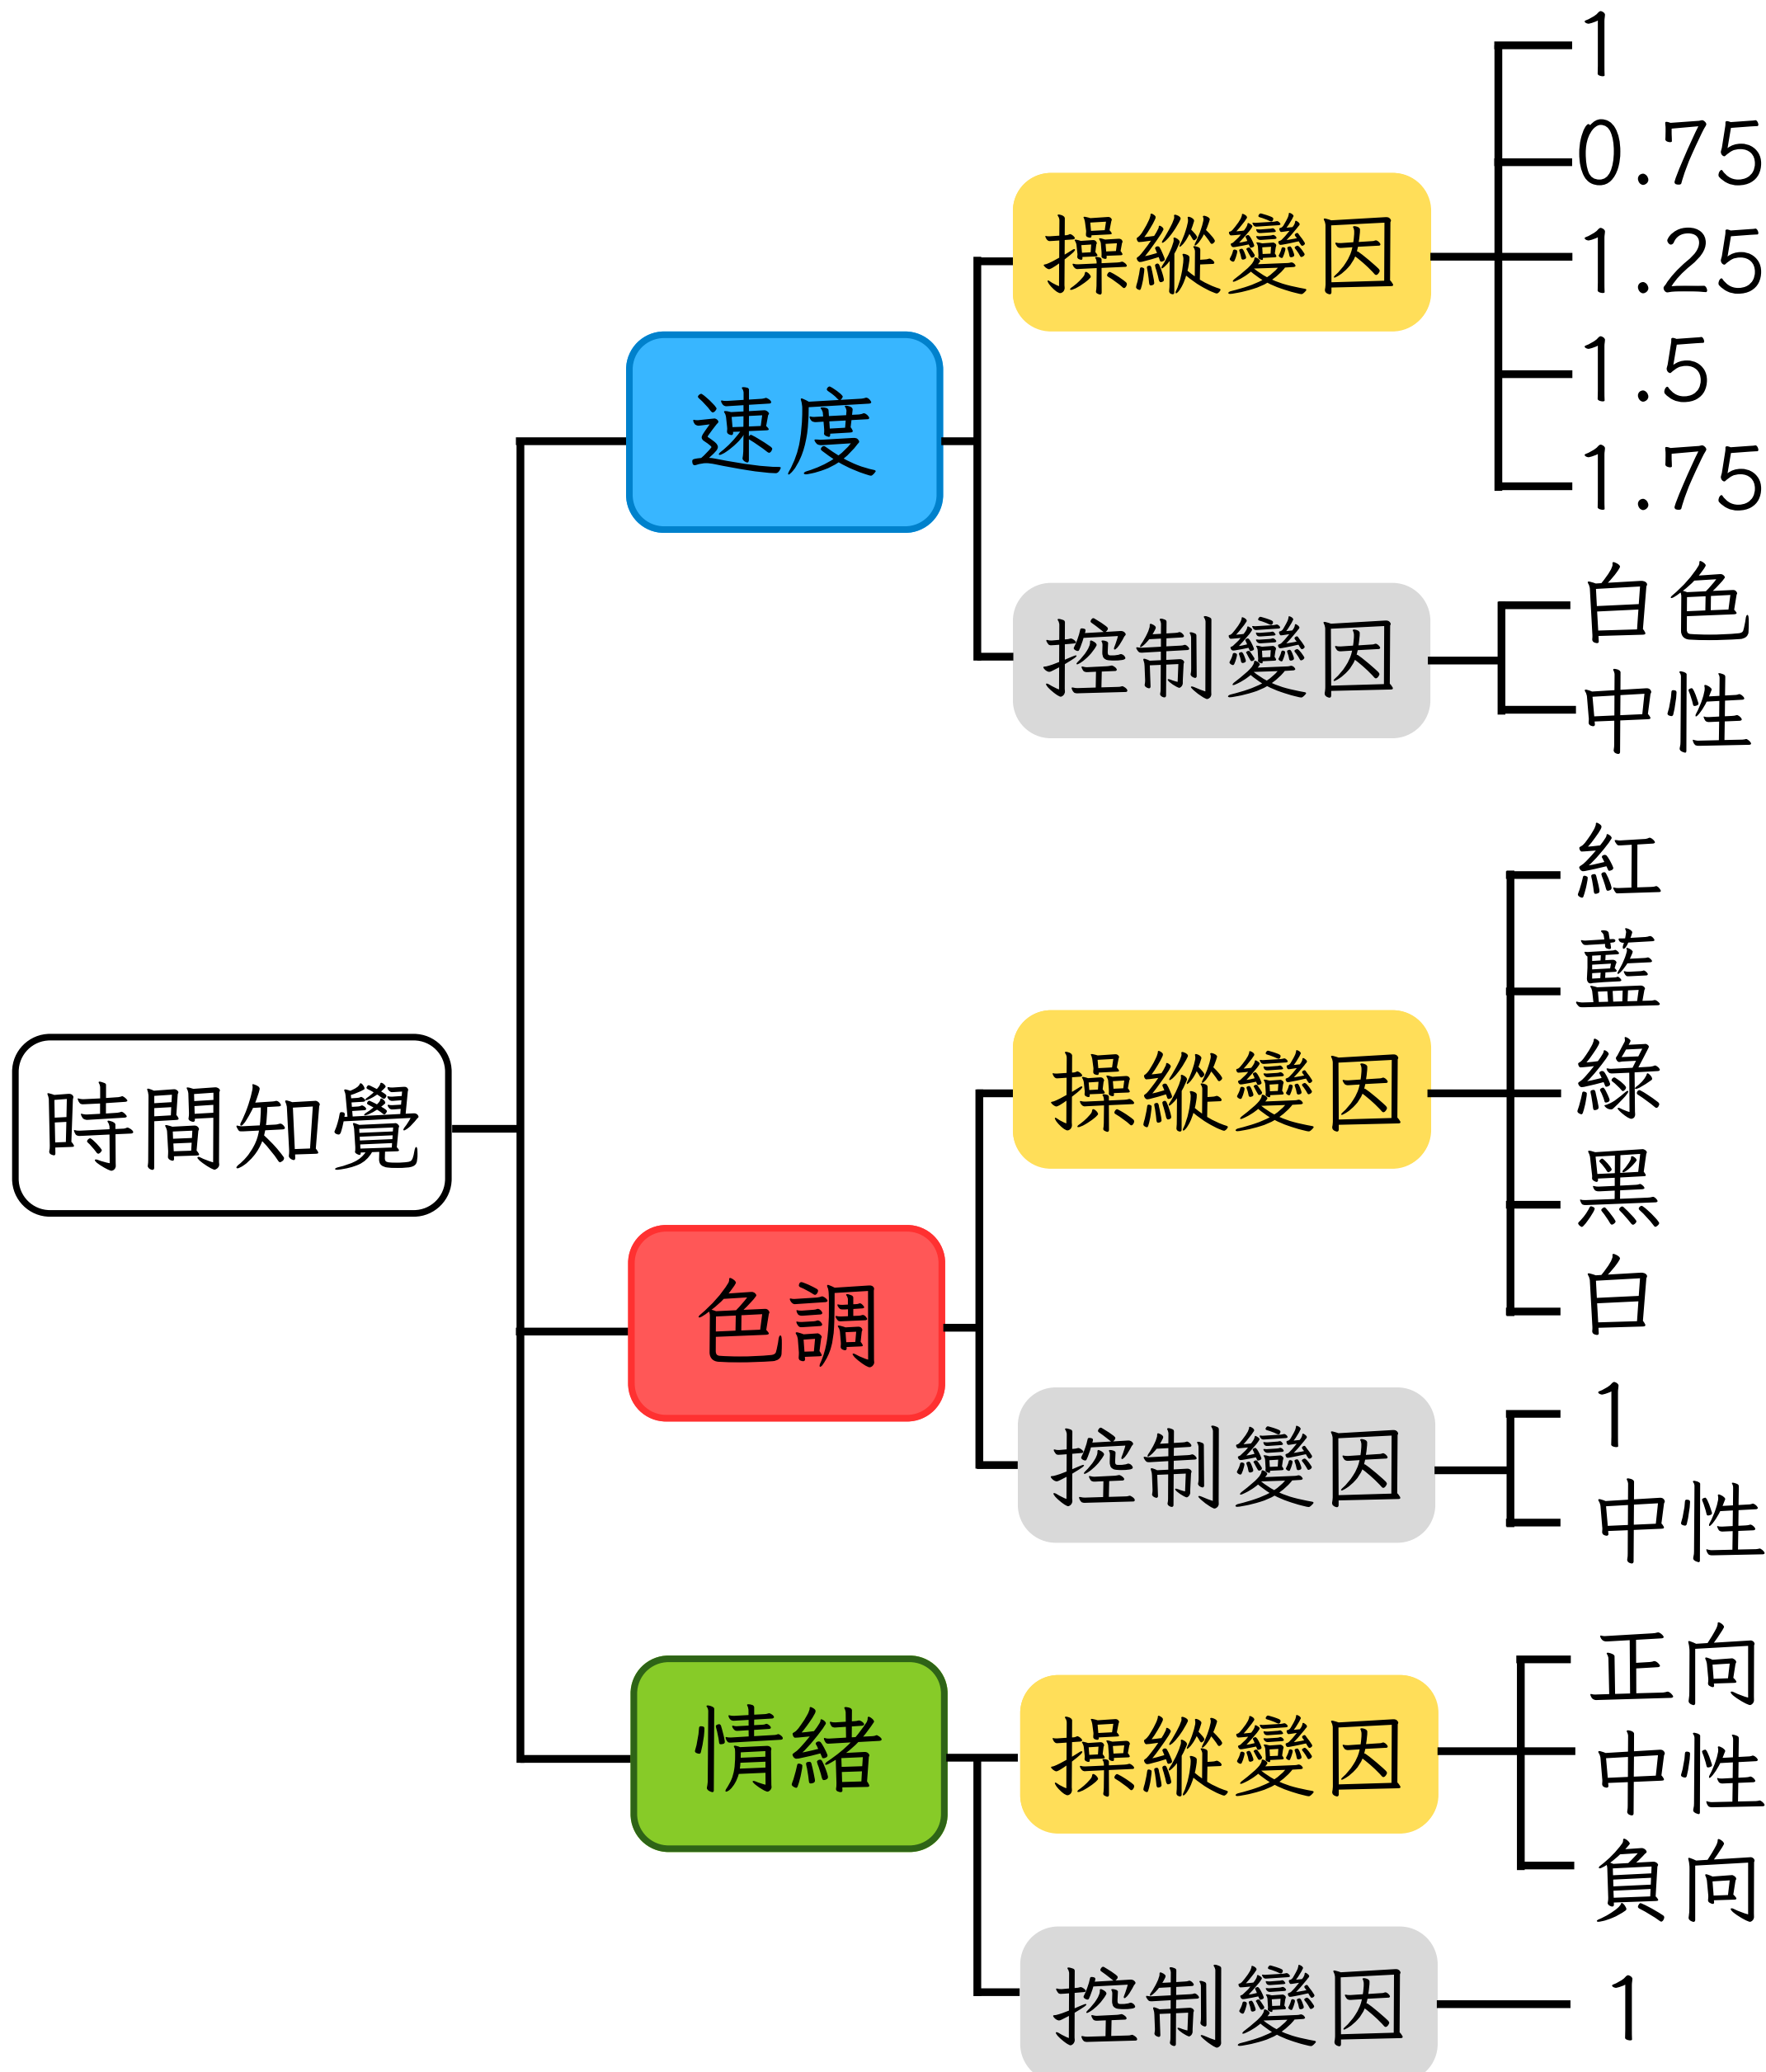 時間知覺
速度
操縱變因
1
0.75
1.25
1.5
1.75
控制變因
白色
中性
色調
操縱變因
紅
藍
綠
黑
白
控制變因
1
中性
情緒
操縱變因
正向
中性
負向
控制變因
1